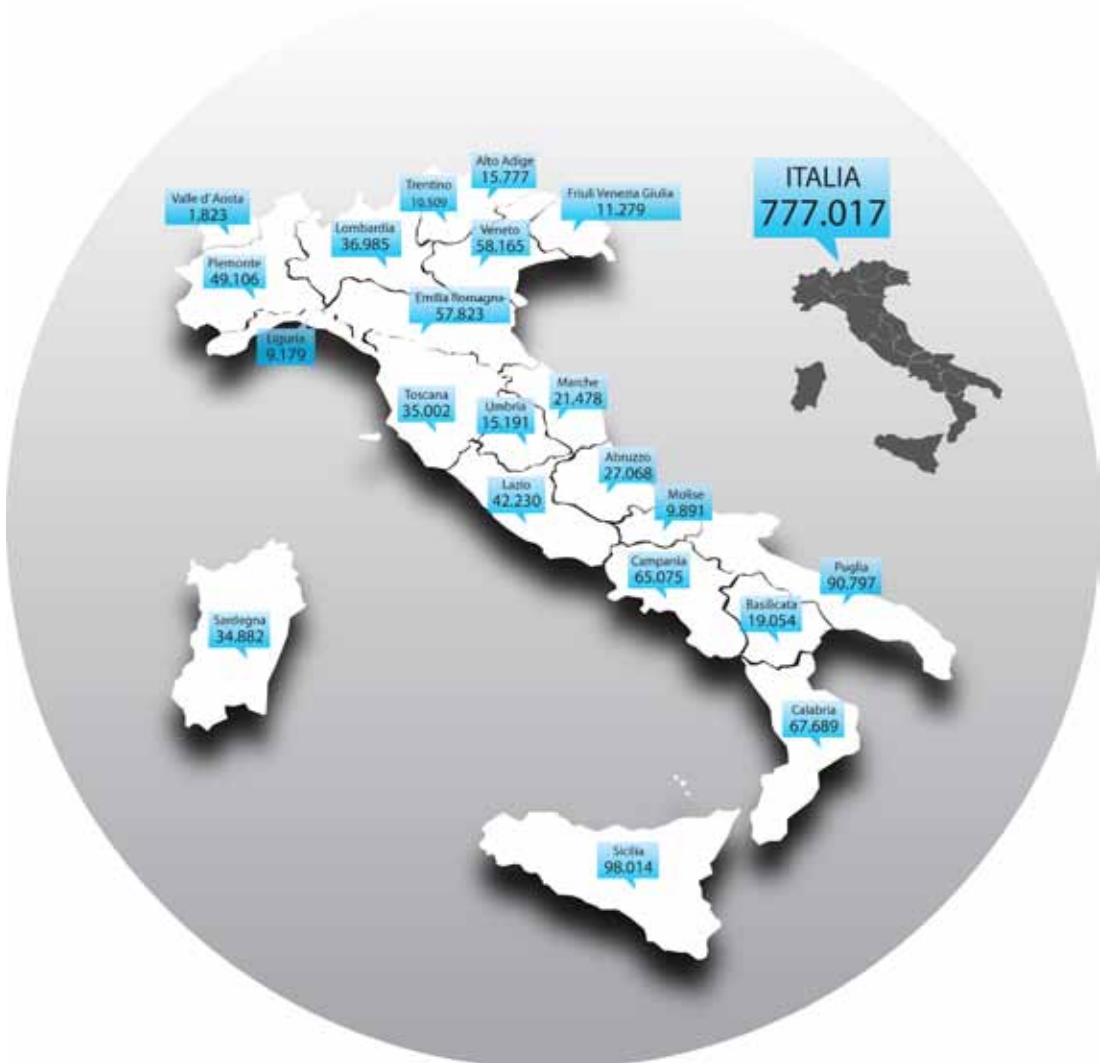 Alto Adige
15.777
Trentino
10.509
Valle d'Aosta
1.823
Friuli Venezia Giulia
11.279
ITALIA
777.017
Lombardia
36.985
Veneto
58.165
Piemonte
49.106
Emilia Romagna
57.823
Liguria
9.179
Toscana
35.002
Umbria
15.191
Marche
21.478
Abruzzo
27.068
Lazio
42.230
Molise
9.891
Campania
65.075
Puglia
90.797
Basilicata
19.054
Sardegna
34.882
Calabria
67.689
Sicilia
98.014